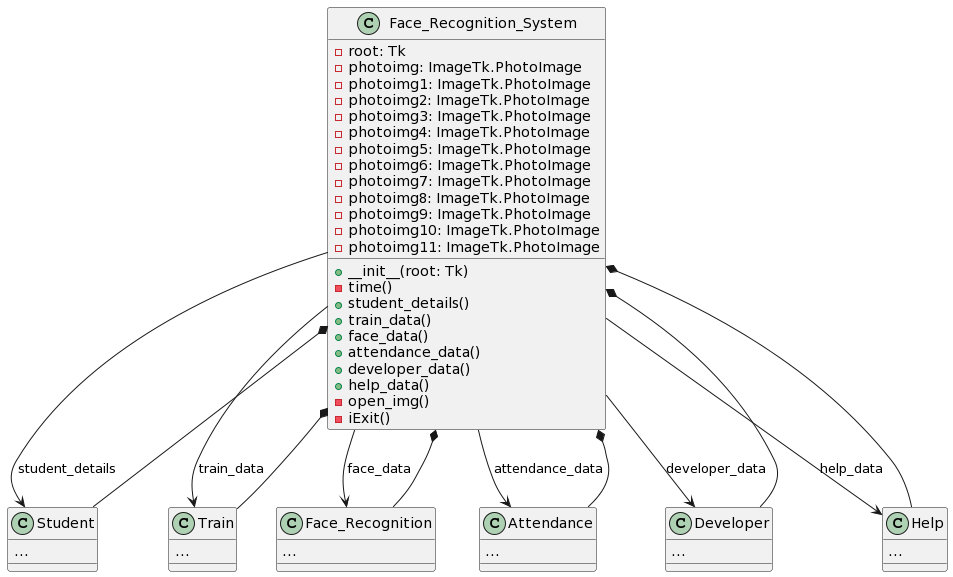 C Face_Recognition_System
root: Tk
photoimg: ImageTk.PhotoImage
photoimg1: ImageTk.PhotoImage
photoimg2: ImageTk.PhotoImage
photoimg3: ImageTk.PhotoImage
photoimg4: ImageTk.PhotoImage
photoimg5: ImageTk.PhotoImage
photoimg6: ImageTk.PhotoImage
photoimg7: ImageTk.PhotoImage
photoimg8: ImageTk.PhotoImage
photoimg9: ImageTk.PhotoImage
photoimg10: ImageTk.PhotoImage
photoimg11: ImageTk.PhotoImage
__init__(root: Tk)
time()
student_details()
train_data()
face_data()
attendance_data()
developer_data()
help_data()
open_img()
iExit()
student_details
train_data
face_data
attendance_data
developer_data
help_data
C Student
...
C Train
...
C Face_Recognition
...
C Attendance
...
C Developer
...
C Help
...